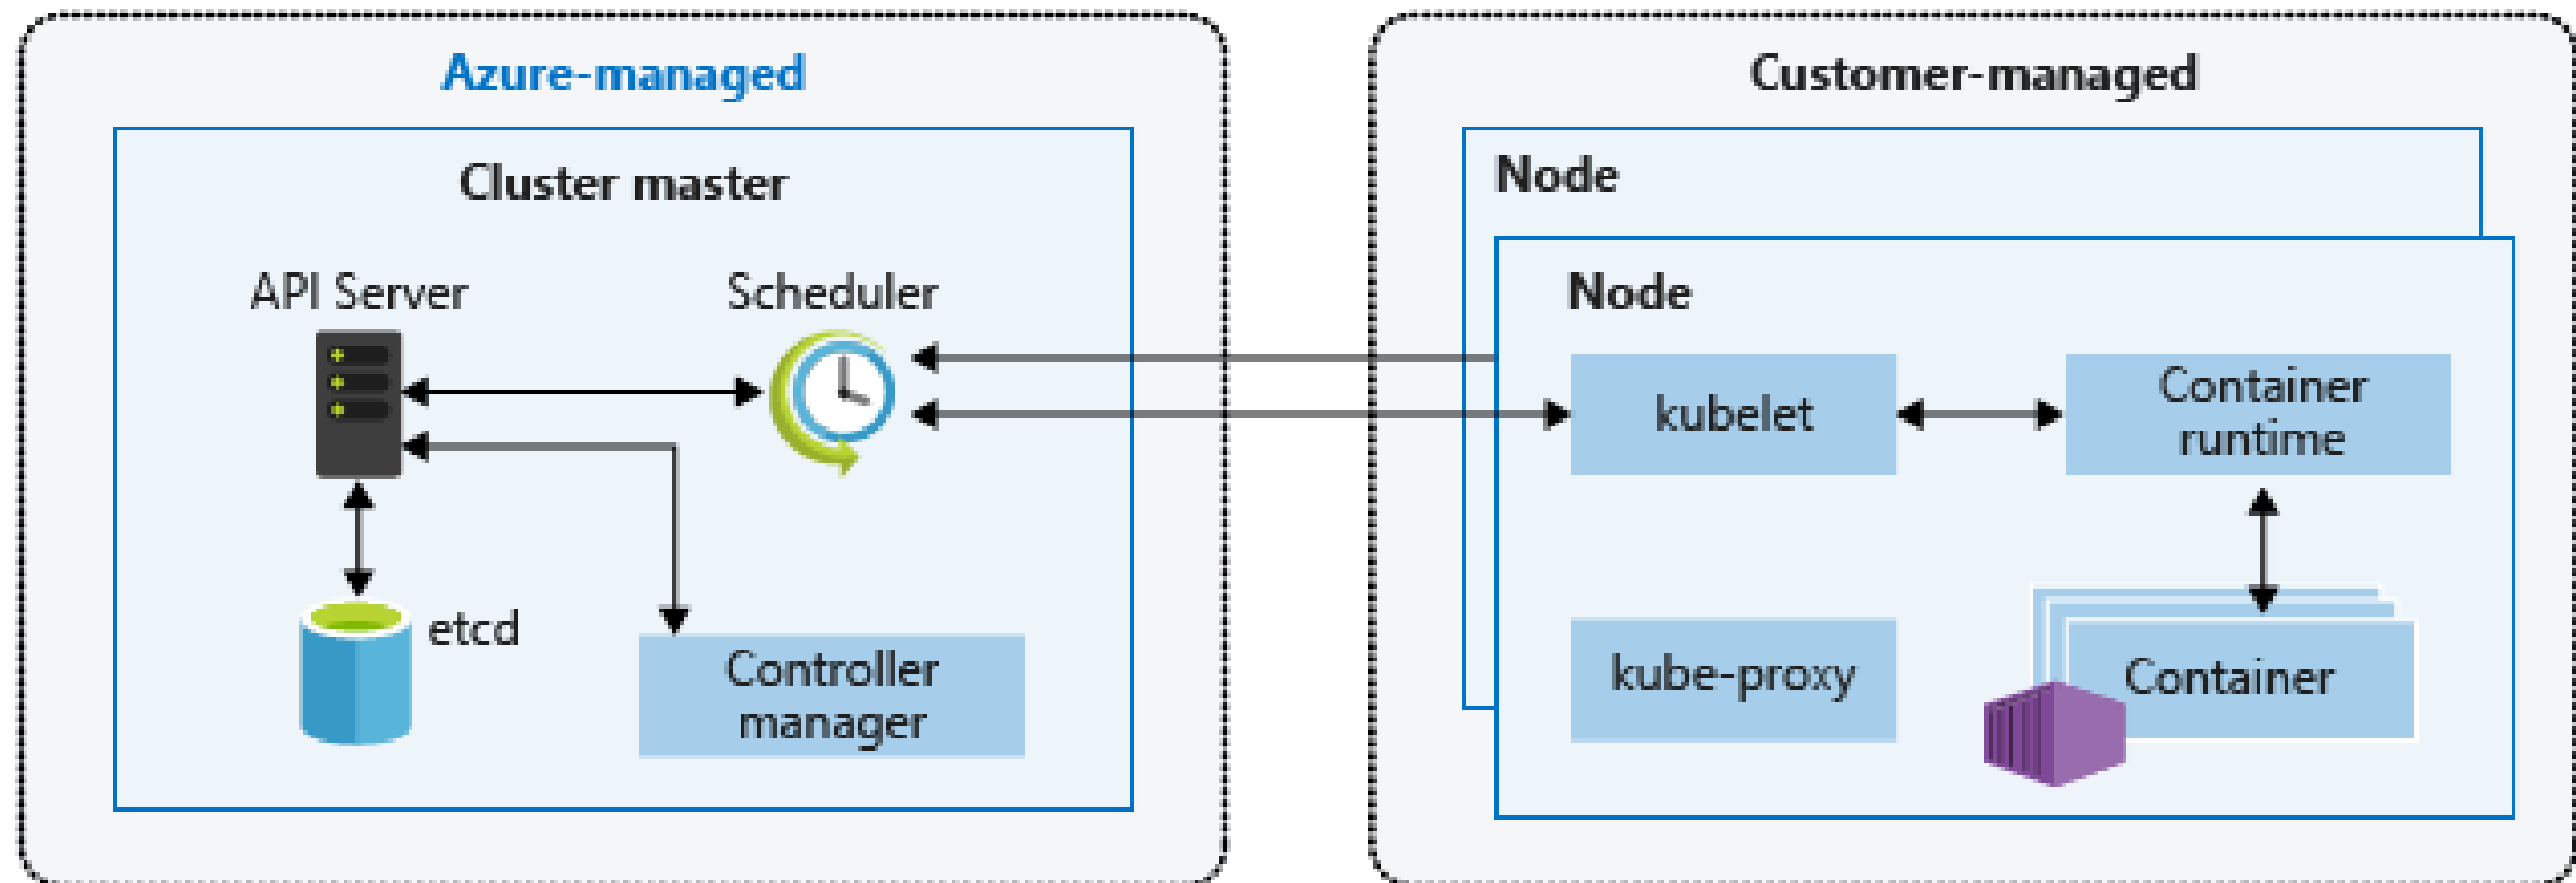 Azure-managed
Cluster master
API Server
Scheduler
etcd
Controller
manager
Customer-managed
Node
Node
kubelet
Container
runtime
kube-proxy
Container